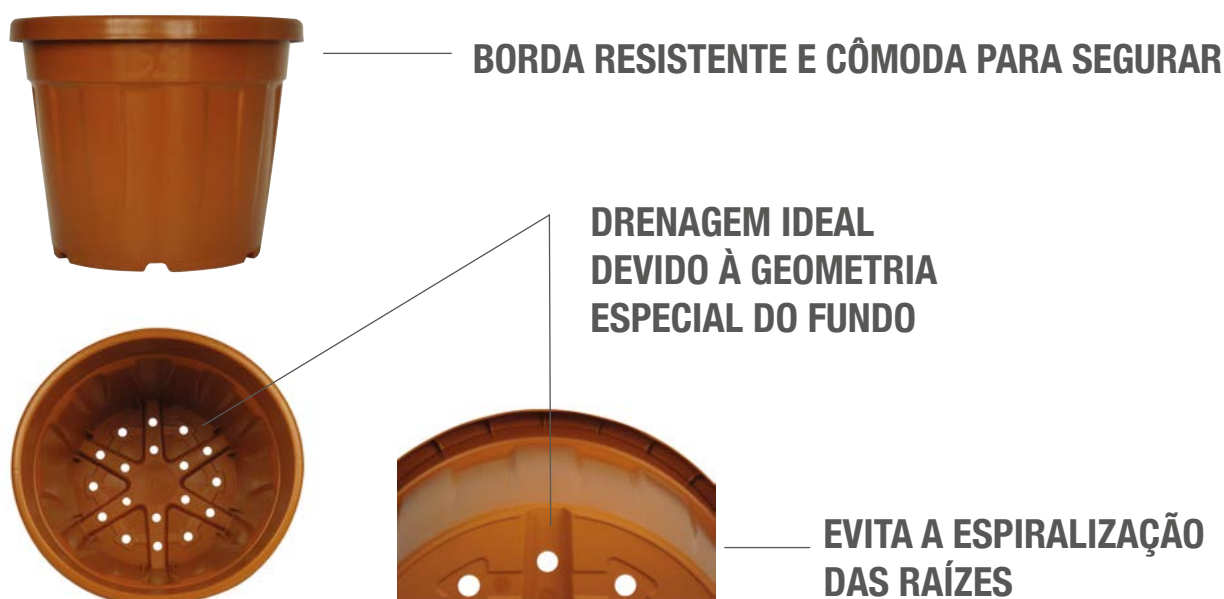 BORDA RESISTENTE E CÔMODA PARA SEGURAR
DRENAGEM IDEAL
DEVIDO À GEOMETRIA
ESPECIAL DO FUNDO
EVITA A ESPIRALIZAÇÃO
DAS RAÍZES